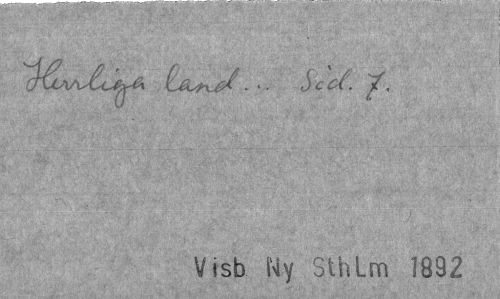 Herrliga land... Sid. 7.
Visb Ny SthLm 1892